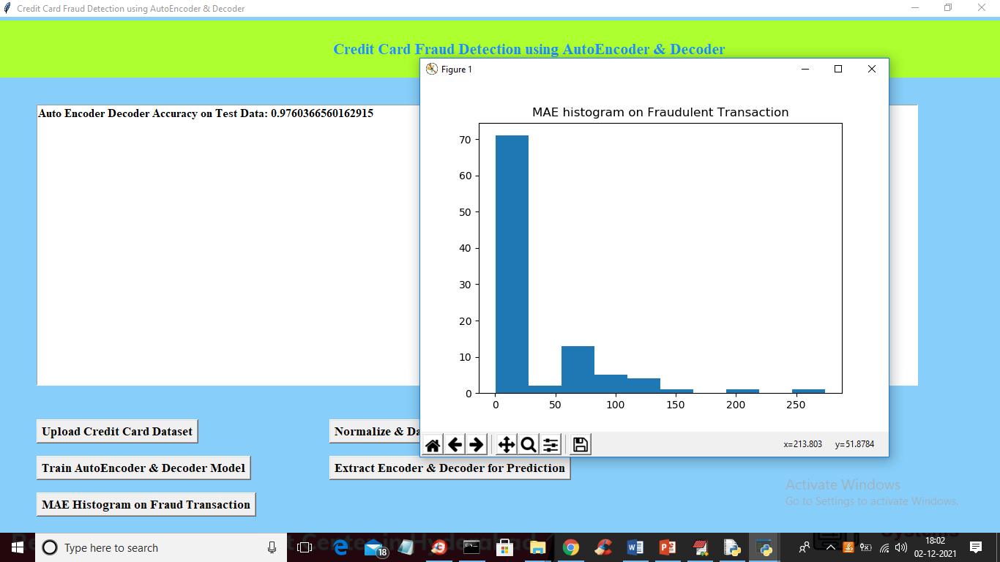 Credit Card Fraud Detection using AutoEncoder & Decoder
Credit Card Fraud Detection using AutoEncoder & Decoder
Auto Encoder Decoder Accuracy on Test Data: 0.9760366560162915
Figure 1
MAE histogram on Fraudulent Transaction
70
60
50
40
30
20
10
0
0 50 100 150 200 250
x=213.803 y=51.8784
Upload Credit Card Dataset
Normalize & Da
Train AutoEncoder & Decoder Model
Extract Encoder & Decoder for Prediction
MAE Histogram on Fraud Transaction
Activate Windows
Go to Settings to activate Windows.
Type here to search
18
18:02
02-12-2021